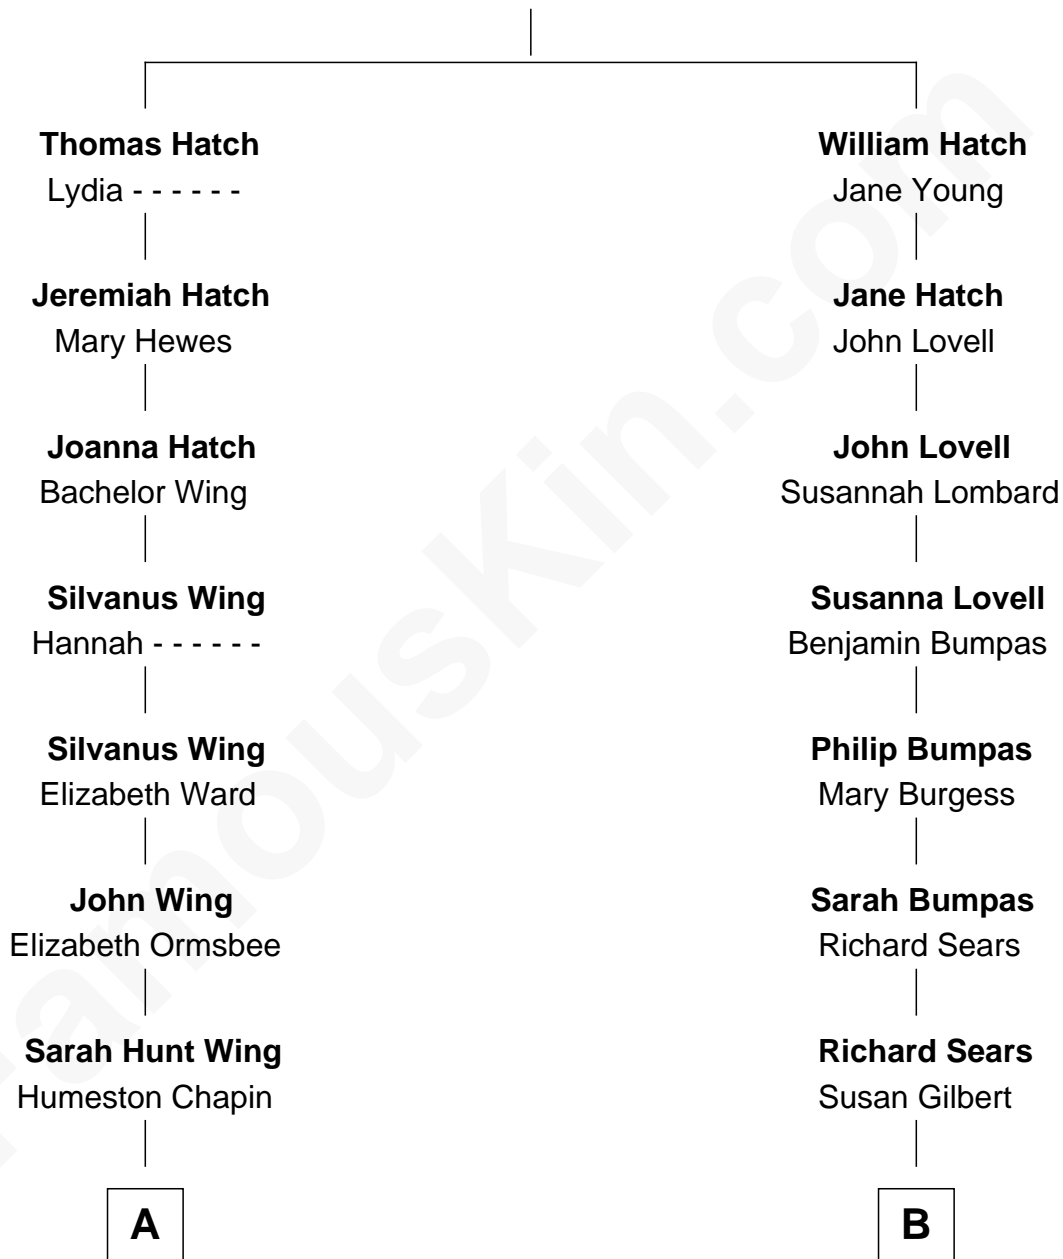 Thomas Hatch
Lydia - - - - - -
William Hatch
Jane Young
Jeremiah Hatch
Mary Hewes
Jane Hatch
John Lovell
Joanna Hatch
Bachelor Wing
John Lovell
Susannah Lombard
Silvanus Wing
Hannah - - - - - -
Susanna Lovell
Benjamin Bumpas
Silvanus Wing
Elizabeth Ward
Philip Bumpas
Mary Burgess
John Wing
Elizabeth Ormsbee
Sarah Bumpas
Richard Sears
Sarah Hunt Wing
Humeston Chapin
Richard Sears
Susan Gilbert
A
B
FamousKin.com